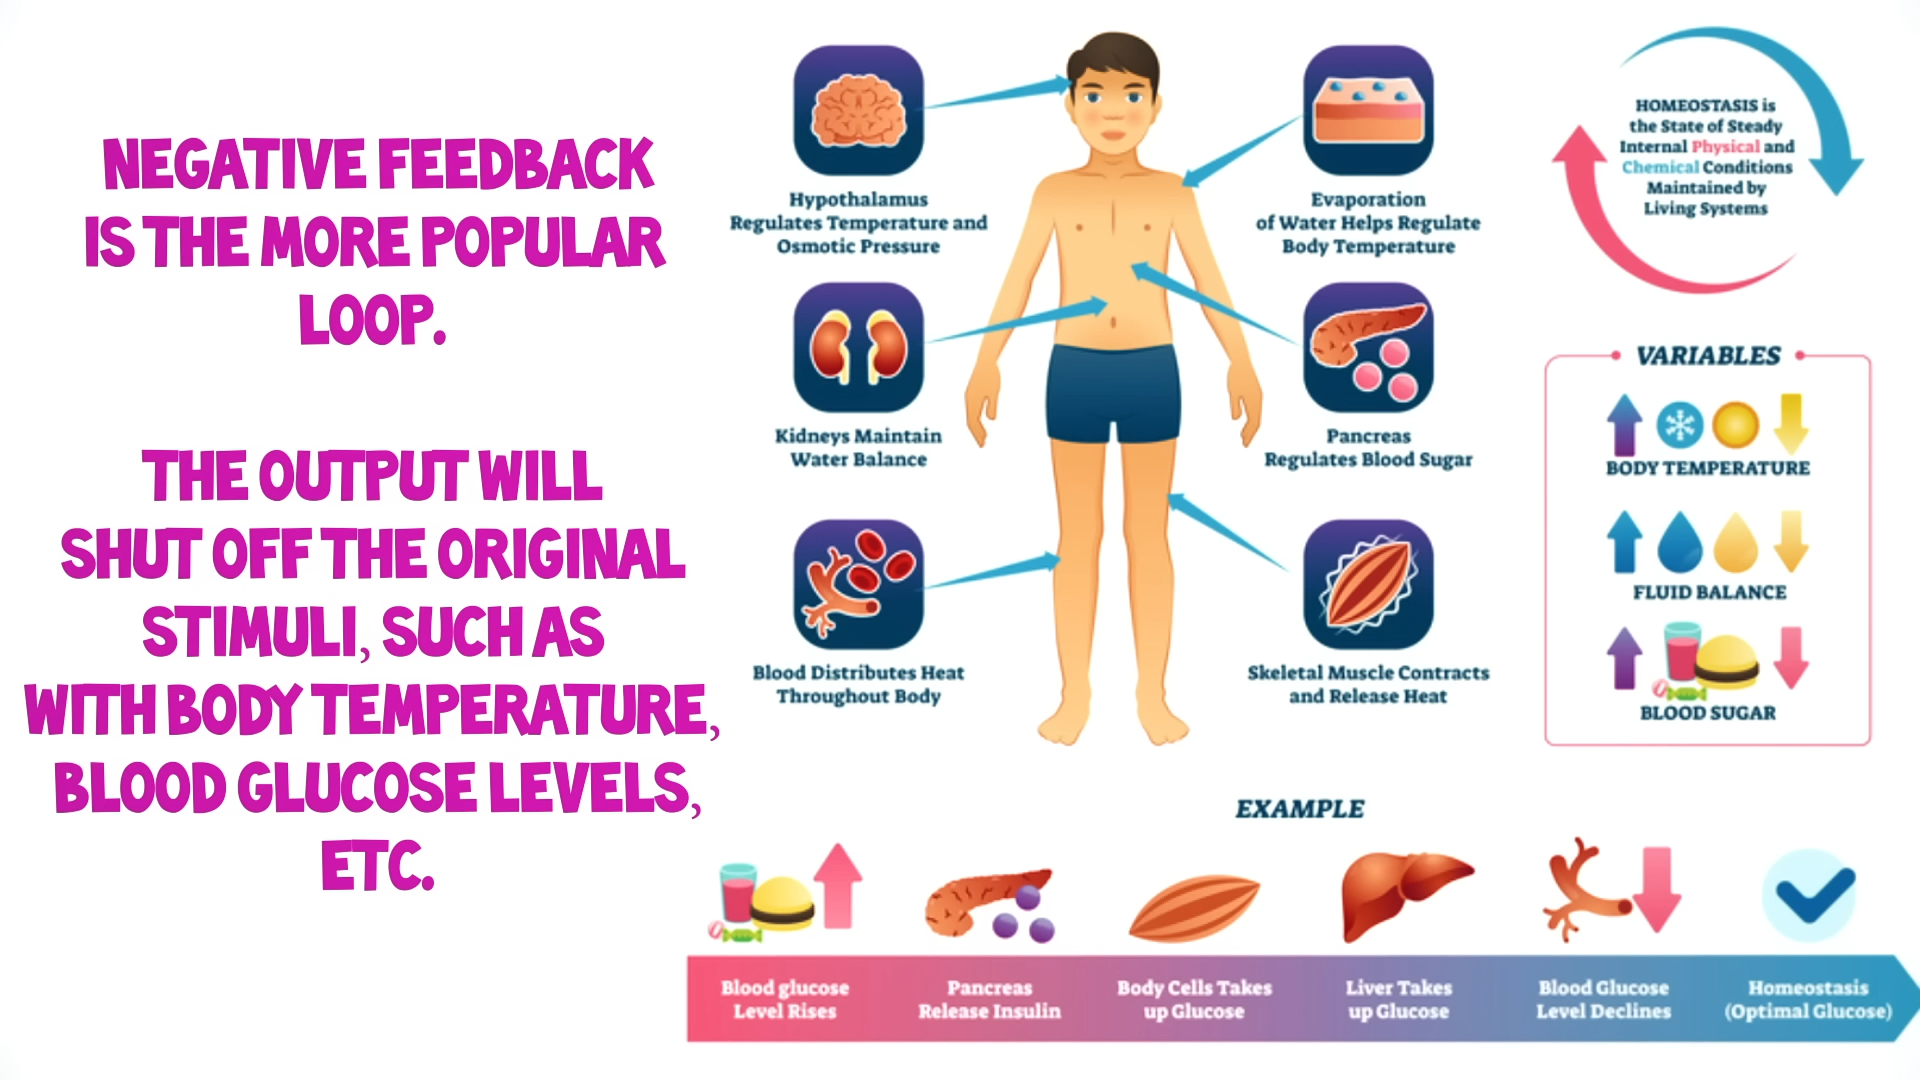 NEGATIVE FEEDBACK
IS THE MORE POPULAR
LOOP.
THE OUTPUT WILL
SHUT OFF THE ORIGINAL
STIMULI, SUCH AS
WITH BODY TEMPERATURE,
BLOOD GLUCOSE LEVELS,
ETC.
Hypothalamus
Regulates Temperature and
Osmotic Pressure
Kidneys Maintain
Water Balance
Blood Distributes Heat
Throughout Body
Evaporation
of Water Helps Regulate
Body Temperature
Pancreas
Regulates Blood Sugar
Skeletal Muscle Contracts
and Release Heat
HOMEOSTASIS is
the State of Steady
Internal Physical and
Chemical Conditions
Maintained by
Living Systems
VARIABLES
BODY TEMPERATURE
FLUID BALANCE
BLOOD SUGAR
EXAMPLE
Blood glucose
Level Rises
Pancreas
Release Insulin
Body Cells Takes
up Glucose
Liver Takes
up Glucose
Blood Glucose
Level Declines
Homeostasis
(Optimal Glucose)